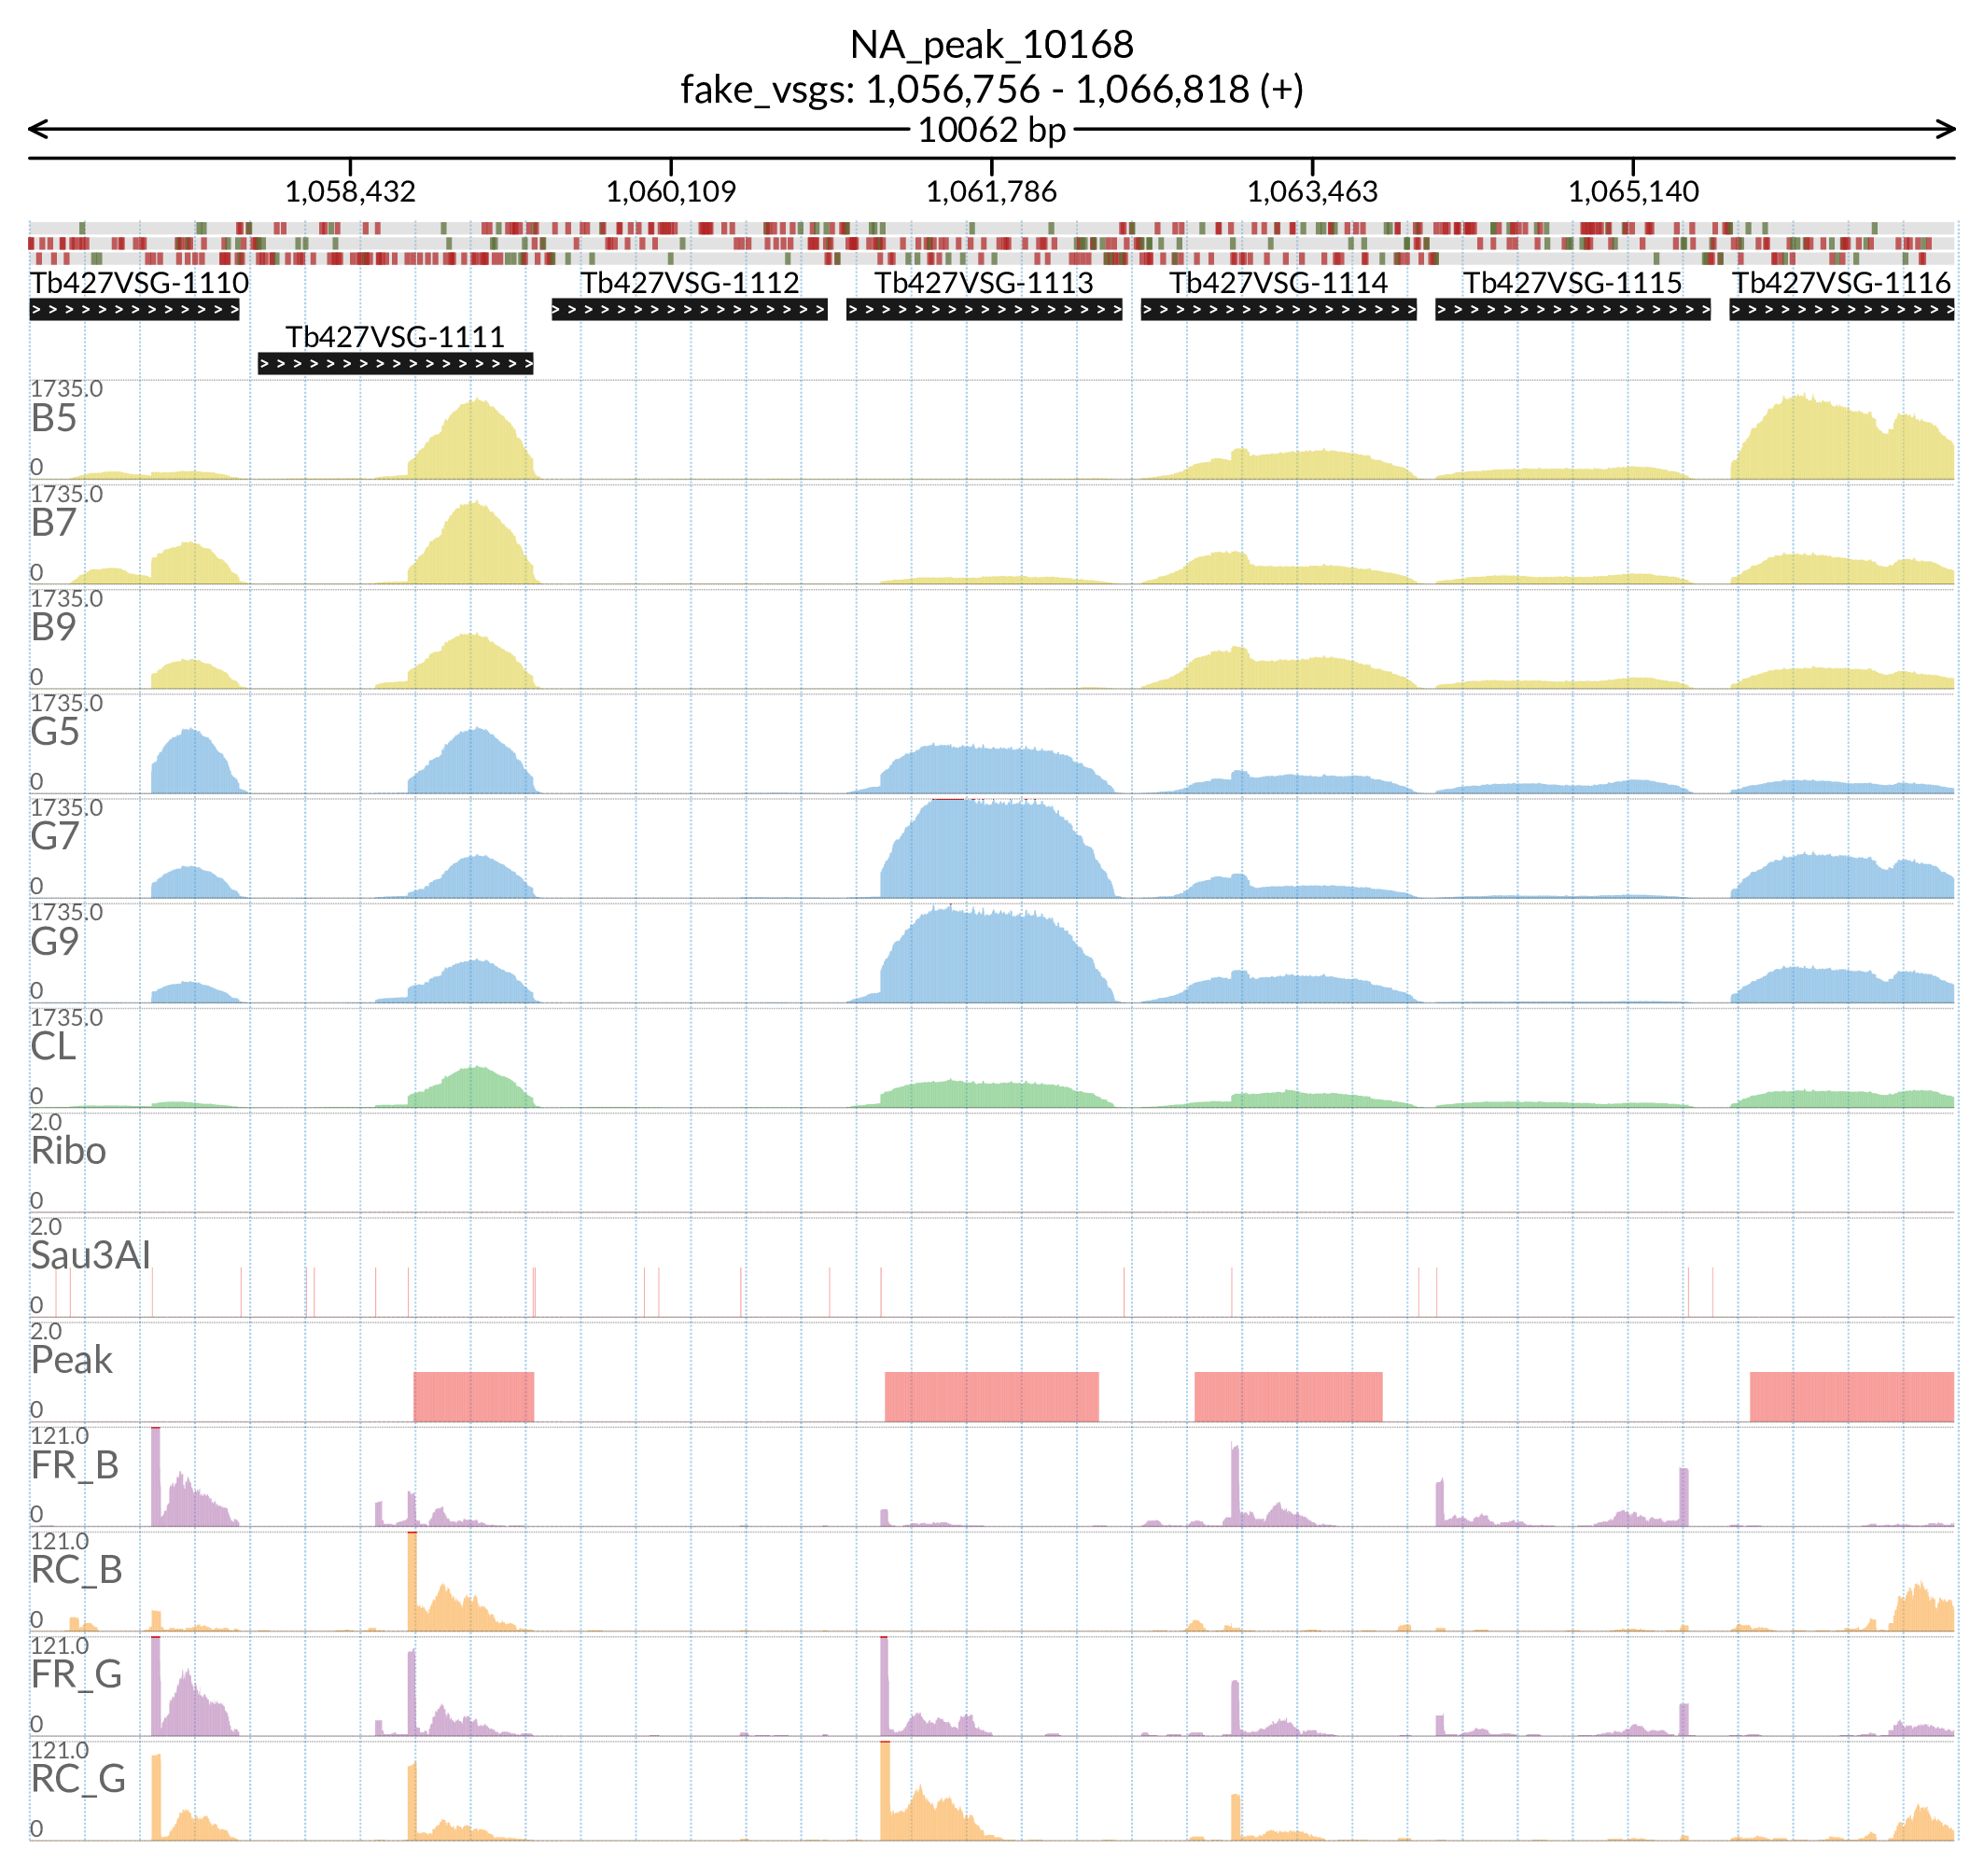 NA_peak_10168
fake_vsgs: 1,056,756 - 1,066,818 (+)
10062 bp
1,058,432 1,060,109 1,061,786 1,063,463 1,065,140
Tb427VSG-1110 Tb427VSG-1112 Tb427VSG-1113 Tb427VSG-1114 Tb427VSG-1115 Tb427VSG-1116
Tb427VSG-1111
1735.0
B5
0
1735.0
B7
0
1735.0
B9
0
1735.0
G5
0
1735.0
G7
0
1735.0
G9
0
1735.0
CL
0
2.0
Ribo
0
2.0
Sau3AI
0
2.0
Peak
0
121.0
FR_B
0
121.0
RC_B
0
121.0
FR_G
0
121.0
RC_G
0